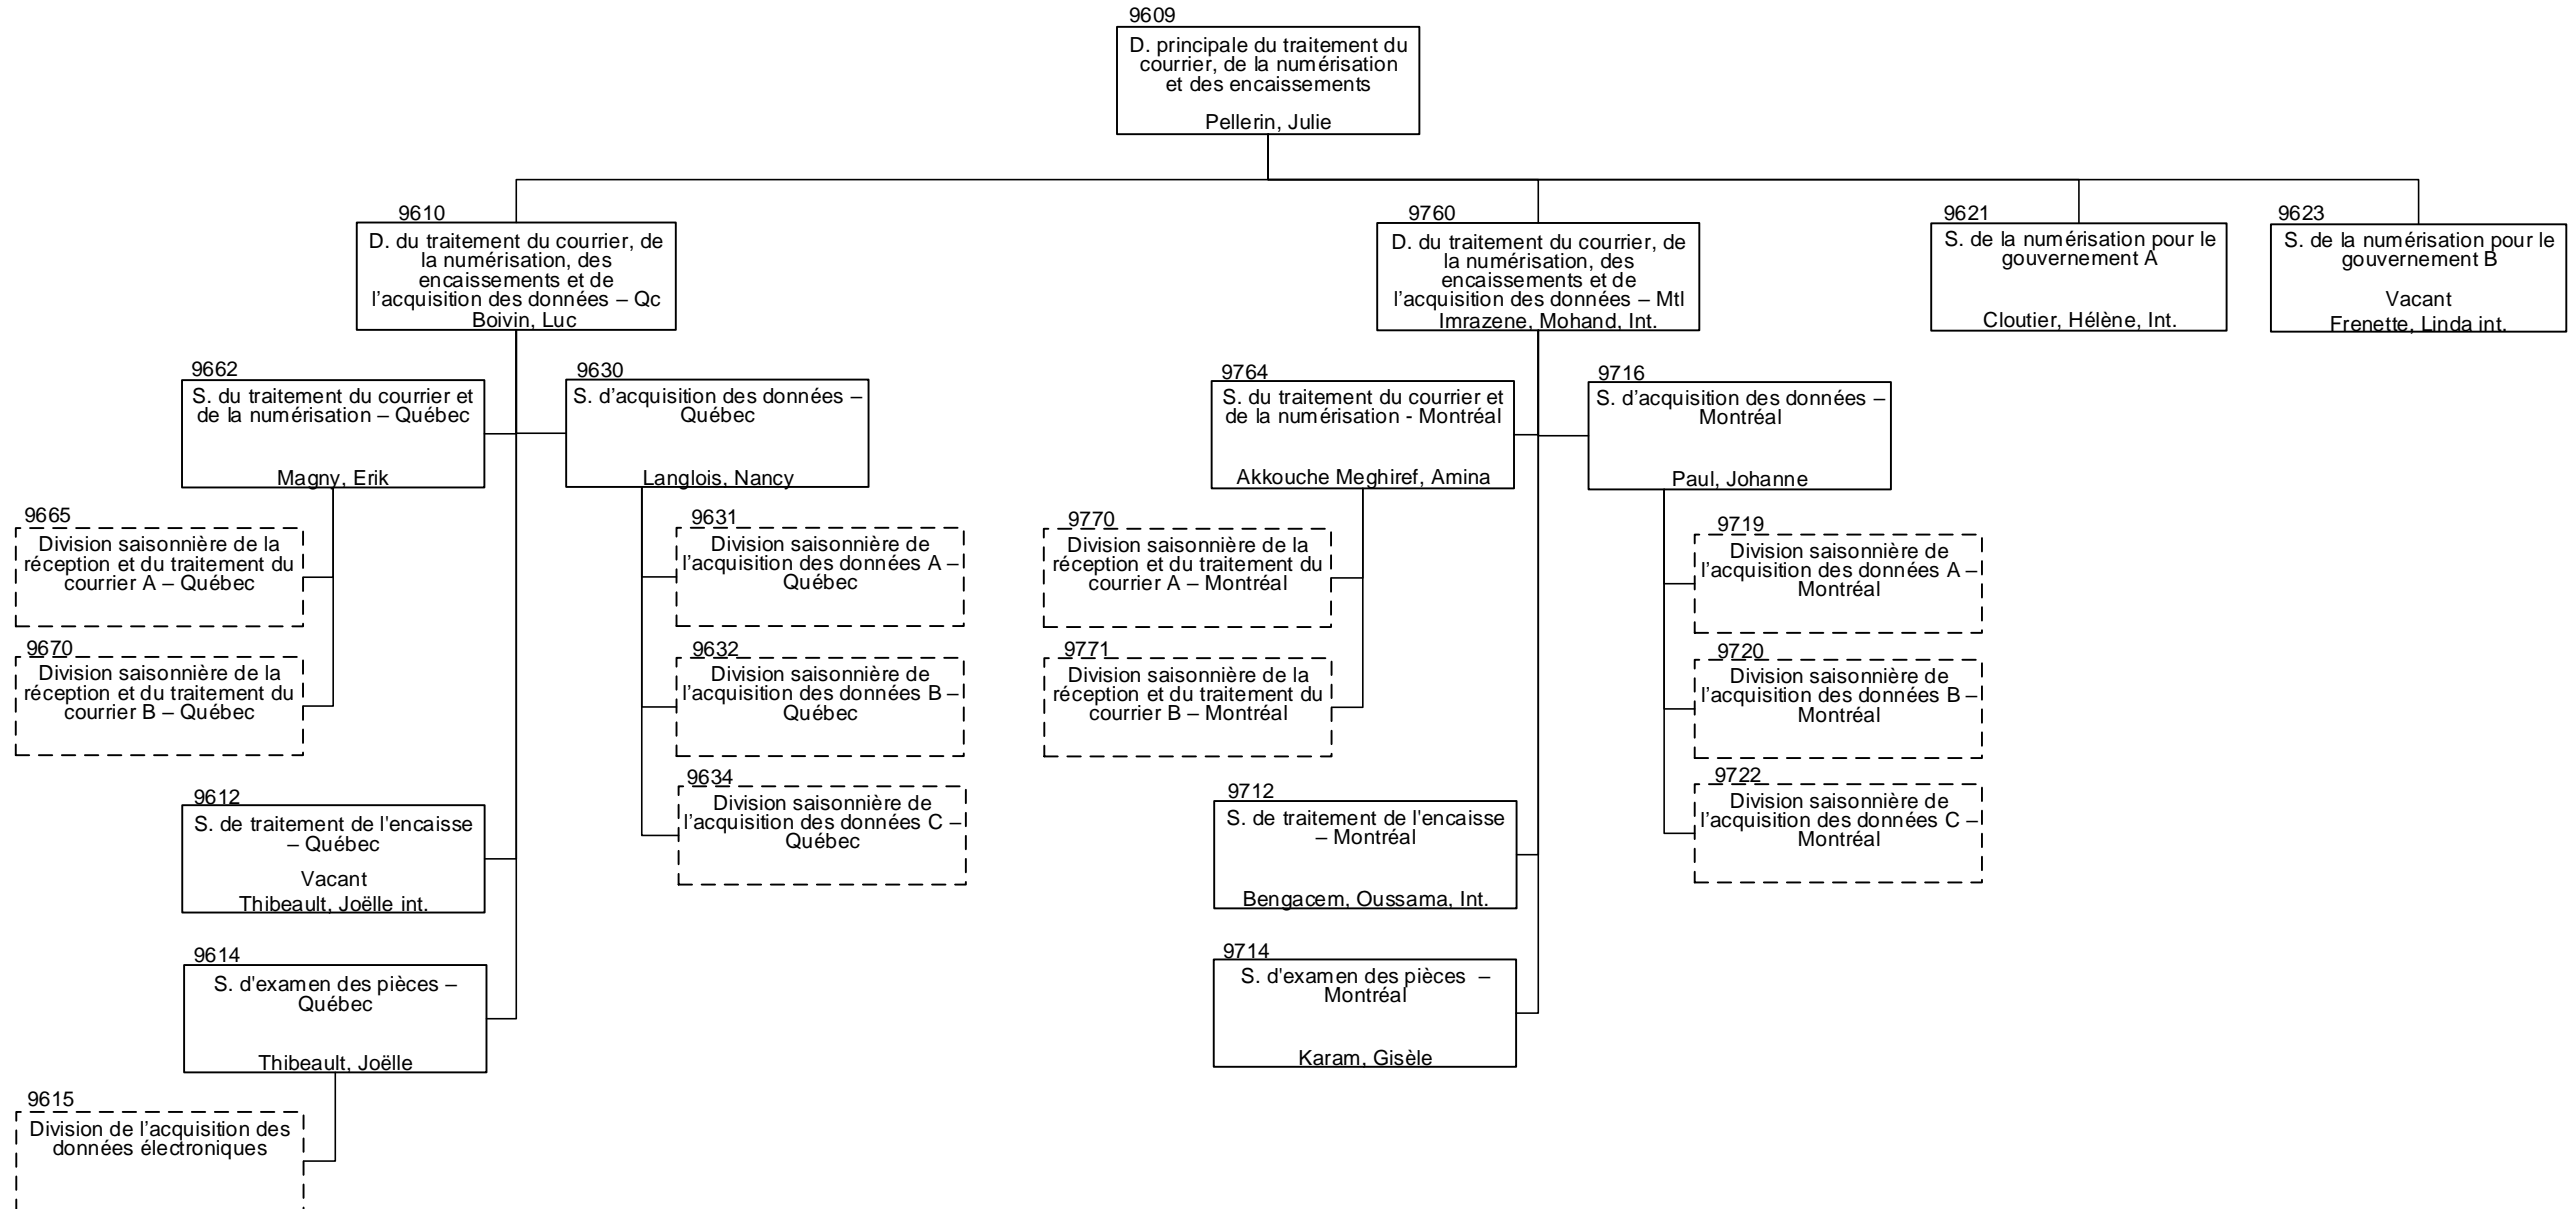 9609
D. principale du traitement du
courrier, de la numérisation
et des encaissements
Pellerin, Julie
9610
D. du traitement du courrier, de
la numérisation, des
encaissements et de
l’acquisition des données – Qc
Boivin, Luc
9760
D. du traitement du courrier, de
la numérisation, des
encaissements et de
l’acquisition des données – Mtl
Imrazene, Mohand, Int.
9621
S. de la numérisation pour le
gouvernement A
Cloutier, Hélène, Int.
9623
S. de la numérisation pour le
gouvernement B
Vacant
Frenette, Linda int.
9662
S. du traitement du courrier et
de la numérisation – Québec
Magny, Erik
9630
S. d’acquisition des données –
Québec
Langlois, Nancy
9764
S. du traitement du courrier et
de la numérisation - Montréal
Akkouche Meghiref, Amina
9716
S. d’acquisition des données –
Montréal
Paul, Johanne
9665
Division saisonnière de la
réception et du traitement du
courrier A – Québec
9670
Division saisonnière de la
réception et du traitement du
courrier B – Québec
9631
Division saisonnière de
l’acquisition des données A –
Québec
9632
Division saisonnière de
l’acquisition des données B –
Québec
9634
Division saisonnière de
l’acquisition des données C –
Québec
9770
Division saisonnière de la
réception et du traitement du
courrier A – Montréal
9771
Division saisonnière de la
réception et du traitement du
courrier B – Montréal
9719
Division saisonnière de
l’acquisition des données A –
Montréal
9720
Division saisonnière de
l’acquisition des données B –
Montréal
9722
Division saisonnière de
l’acquisition des données C –
Montréal
9612
S. de traitement de l'encaisse
– Québec
Vacant
Thibeault, Joëlle int.
9712
S. de traitement de l'encaisse
– Montréal
Bengacem, Oussama, Int.
9614
S. d'examen des pièces –
Québec
Thibeault, Joëlle
9714
S. d'examen des pièces –
Montréal
Karam, Gisèle
9615
Division de l’acquisition des
données électroniques